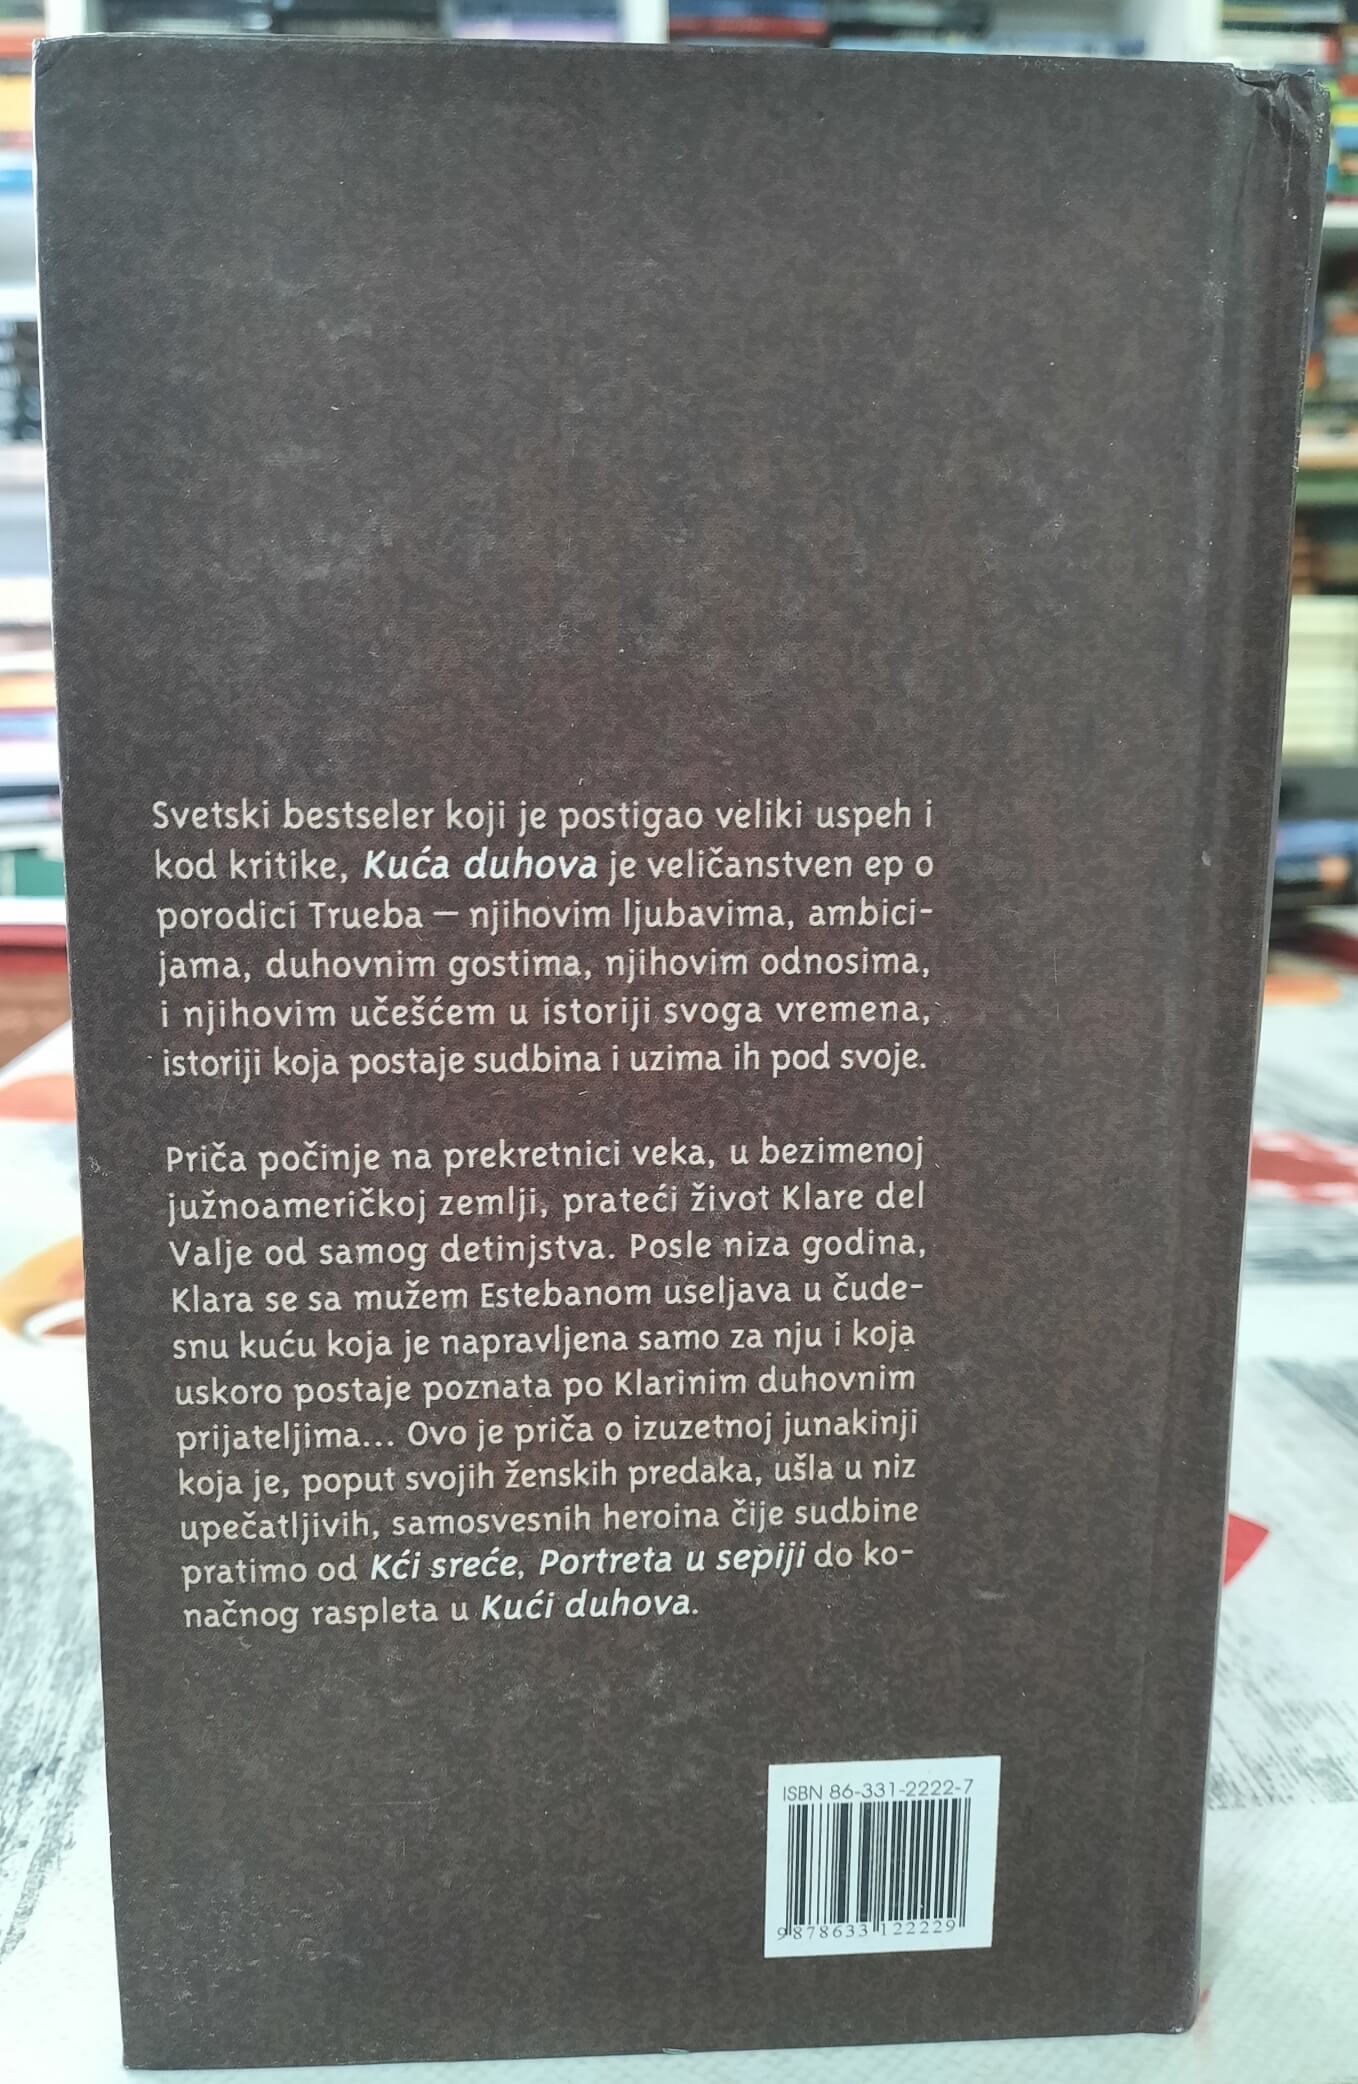 Svetski bestseler koji je postigao veliki uspeh i
kod kritike, Kuća duhova je veličanstven ep o
porodici Trueba — njihovim ljubavima, ambici-
jama, duhovnim gostima, njihovim odnosima,
i njihovim učešćem u istoriji svoga vremena,
istoriji koja postaje sudbina i uzima ih pod svoje.
Priča počinje na prekretnici veka, u bezimenoj
južnoameričkoj zemlji, prateći život Klare del
Valje od samog detinjstva. Posle niza godina,
Klara se sa mužem Estebanom useljava u čude-
snu kuću koja je napravljena samo za nju i koja
uskoro postaje poznata po Klarinim duhovnim
prijateljima... Ovo je priča o izuzetnoj junakinji
koja je, poput svojih ženskih predaka, ušla u niz
upečatljivih, samosvesnih heroina čije sudbine
pratimo od Kći sreće, Portreta u sepiji do ko-
načnog raspleta u Kući duhova.
ISBN 86-331-2222-7
9 878633 122229